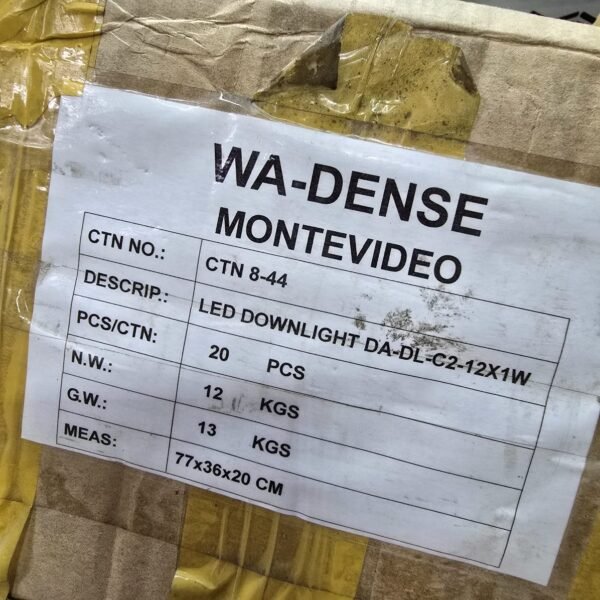 WA-DENSE
MONTEVIDEO
CTN NO.: CTN 8-44
DESCRIP.: LED DOWNLIGHT DA-DL-C2-12X1W
PCS/CTN: 20 PCS
N.W.: 12 KGS
G.W.: 13 KGS
MEAS: 77x36x20 CM